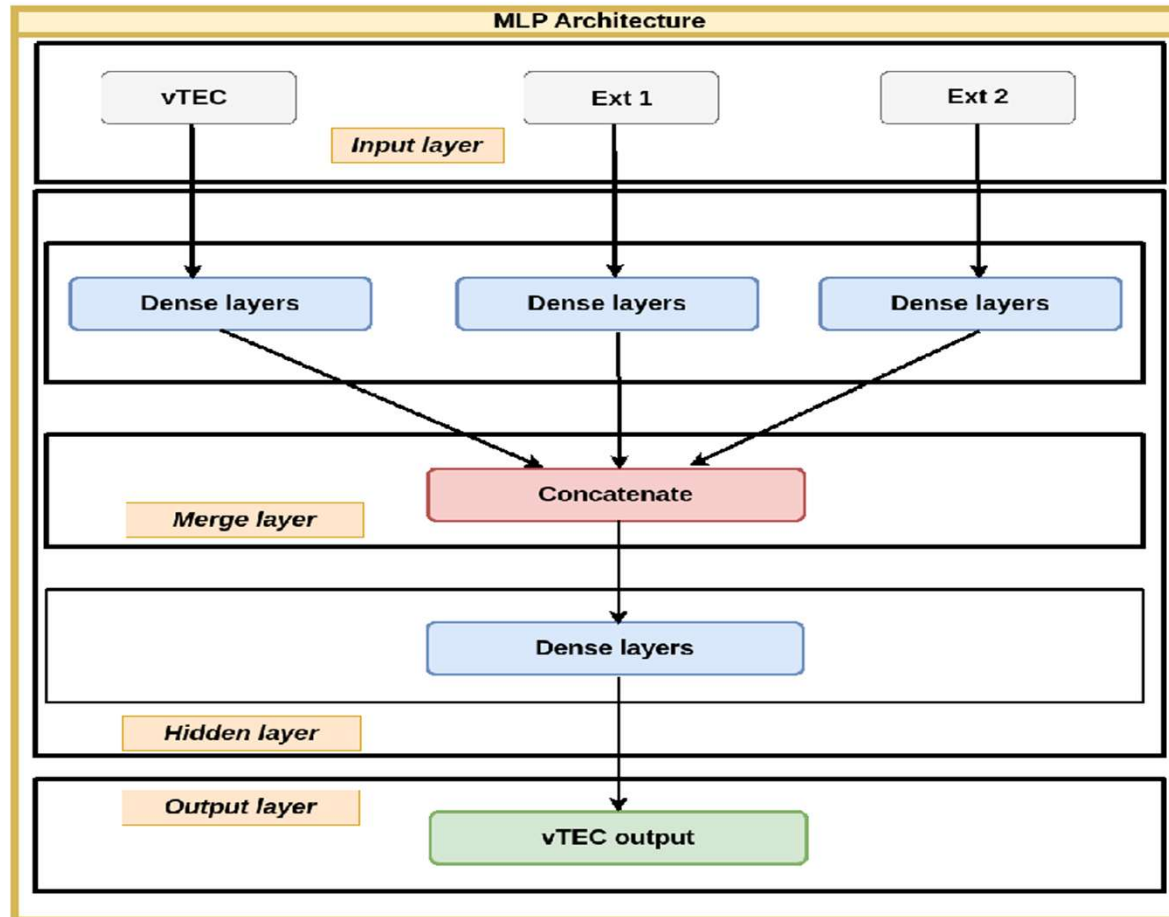 MLP Architecture
vTEC
Ext 1
Ext 2
Input layer
Dense layers
Dense layers
Dense layers
Concatenate
Merge layer
Dense layers
Hidden layer
Output layer
vTEC output